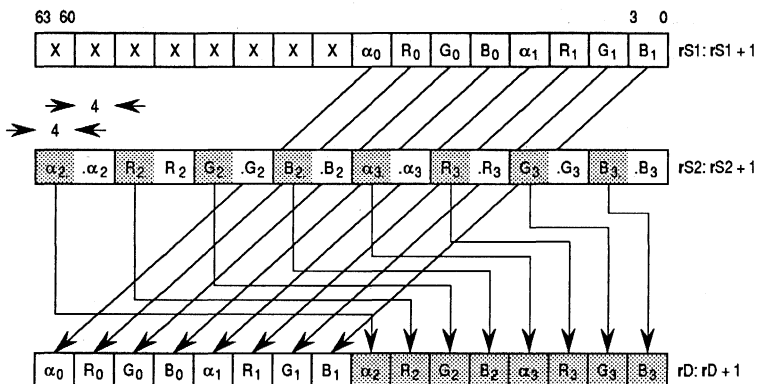 63 60 3 0
X X X X X X X X α₀ R₀ G₀ B₀ α₁ R₁ G₁ B₁ rS1: rS1 + 1
4
4
α₂ .α₂ R₂ R₂ G₂ .G₂ B₂ .B₂ α₃ .α₃ R₃ .R₃ G₃ .G₃ B₃ .B₃ rS2: rS2 + 1
α₀ R₀ G₀ B₀ α₁ R₁ G₁ B₁ α₂ R₂ G₂ B₂ α₃ R₃ G₃ B₃ rD: rD + 1